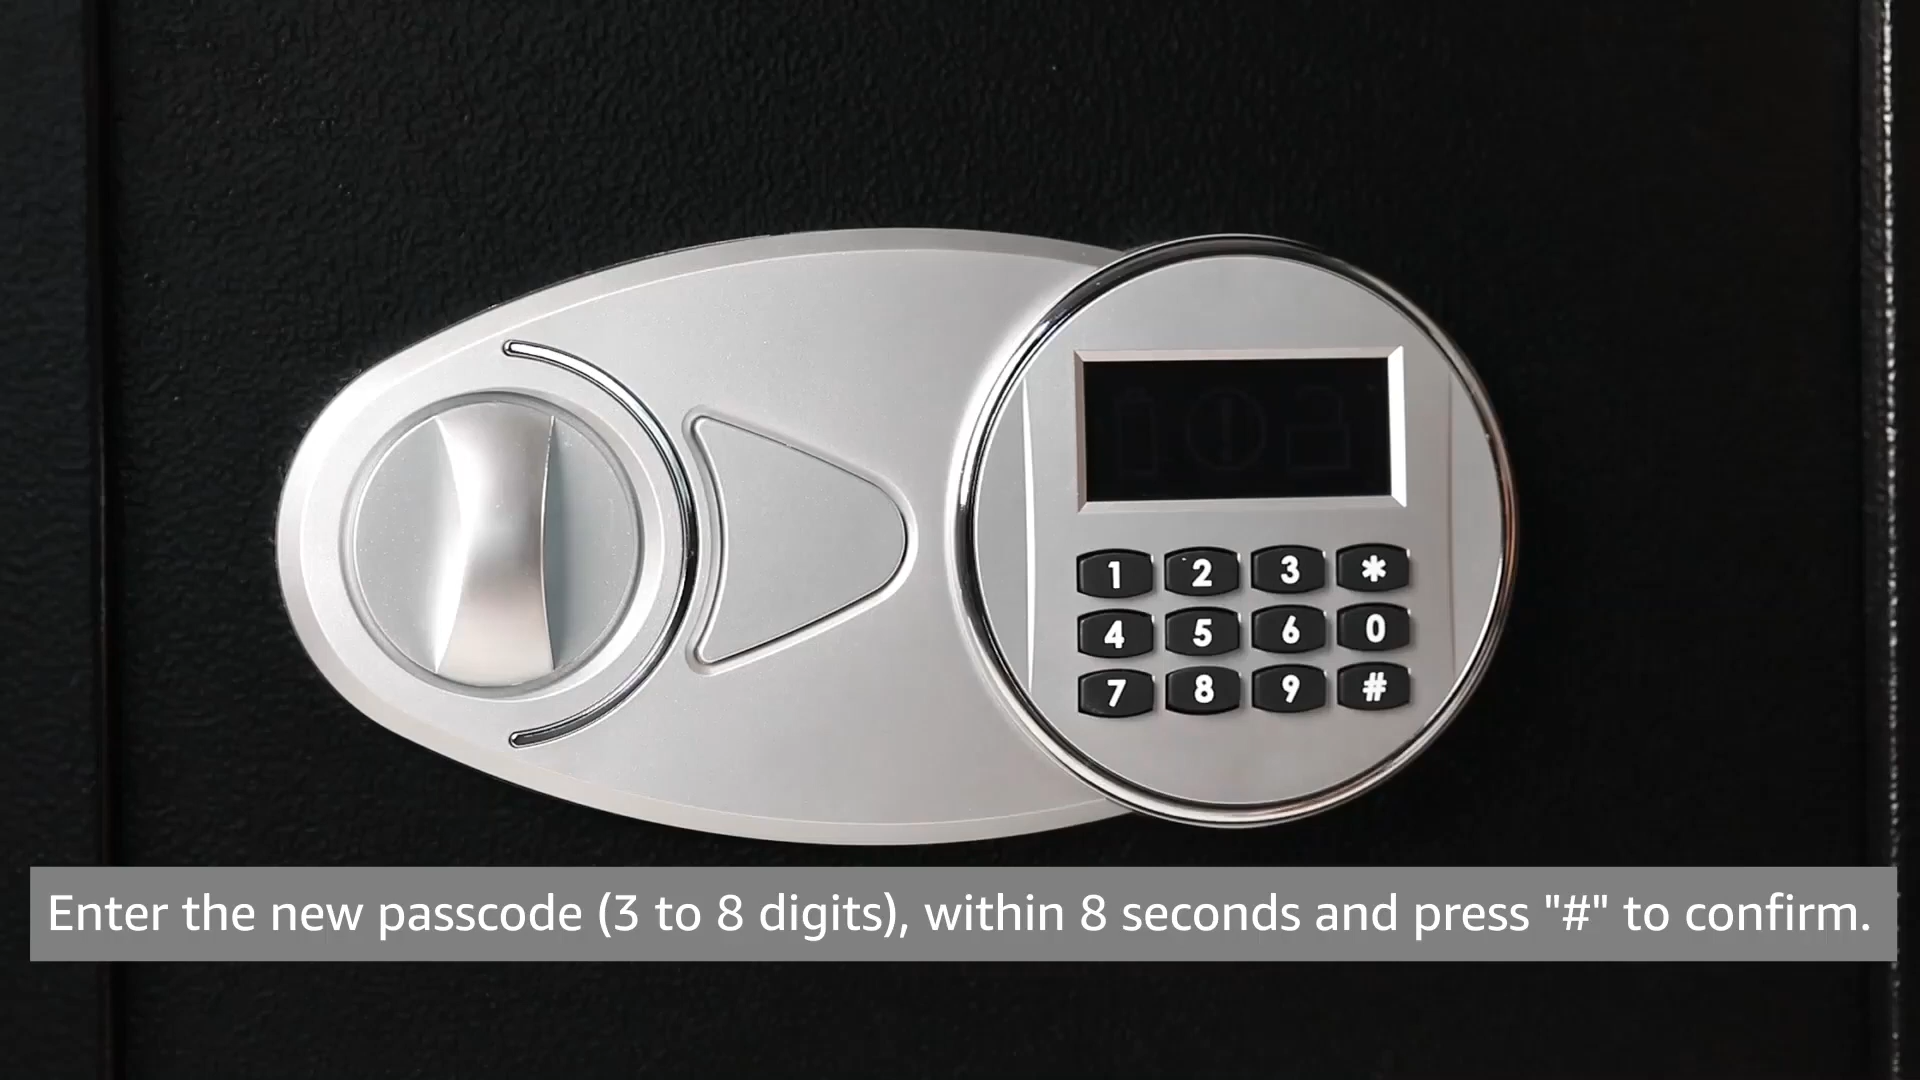 1 2 3 *
4 5 6 0
7 8 9 #
Enter the new passcode (3 to 8 digits), within 8 seconds and press "#" to confirm.